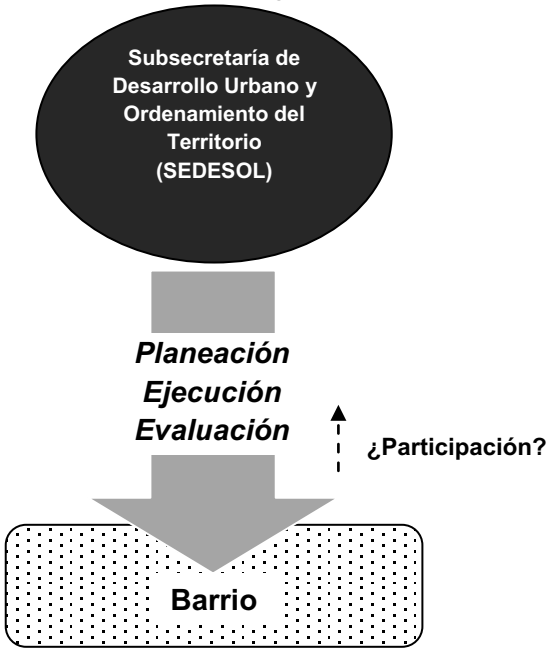 Subsecretaría de
Desarrollo Urbano y
Ordenamiento del
Territorio
(SEDESOL)
Planeación
Ejecución
Evaluación
¿Participación?
Barrio